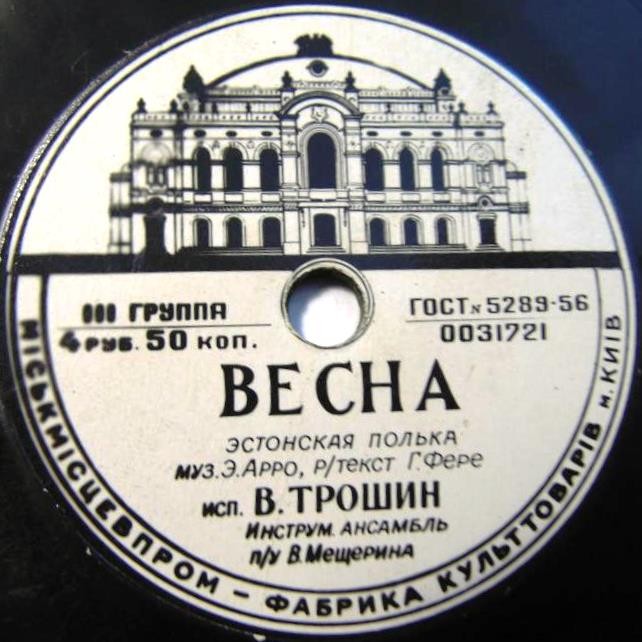 III ГРУППА
4 РУБ. 50 КОП.
ГОСТ N 5289-56
0031721
ВЕСНА
ЭСТОНСКАЯ ПОЛЬКА
МУЗ. Э. АРРО, Р/ТЕКСТ Г. ФЕРЕ
ИСП. В. ТРОШИН
ИНСТРУМ. АНСАМБЛЬ
П/У В. МЕЩЕРИНА
МІСЬКМІСЦЕВПРОМ – ФАБРИКА КУЛЬТТОВАРІВ м. КИЇВ